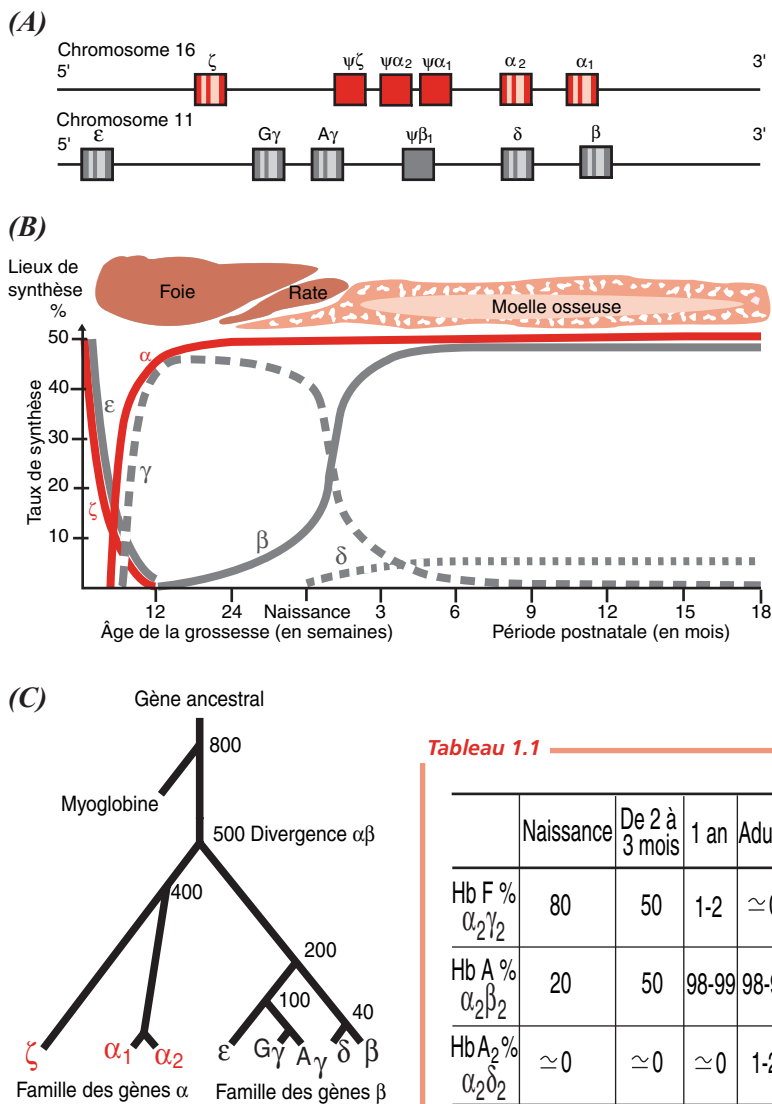 (A)
Chromosome 16
5' 3'
ζ ψζ ψα2 ψα1 α2 α1
Chromosome 11
5' 3'
ε Gγ Aγ ψβ1 δ β
(B)
Lieux de
synthèse
%
Foie Rate Moelle osseuse
Taux de synthèse
50
40
30
20
10
ζ ε α γ β δ
12 24 Naissance 3 6 9 12 15 18
Âge de la grossesse (en semaines) Période postnatale (en mois)
(C)
Gène ancestral
800
Myoglobine
500 Divergence αβ
400
200
100 40
ζ α1 α2 ε Gγ Aγ δ β
Famille des gènes α Famille des gènes β
Tableau 1.1
Naissance De 2 à 3 mois 1 an
Hb F % α2γ2 80 50 1-2
Hb A % α2β2 20 50 98-99
Hb A2 % α2δ2 ≃0 ≃0 ≃0